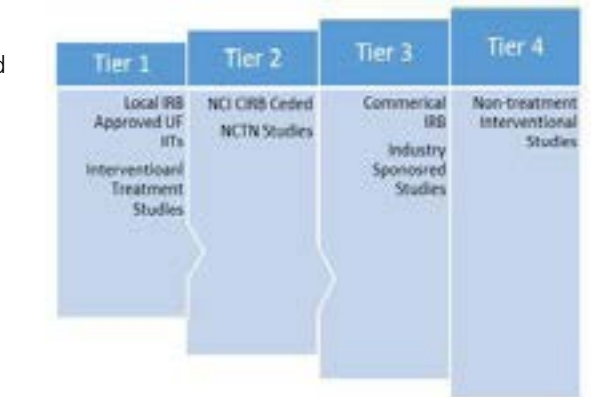 d
Tier 1
Local IRB
Approved UF
IITs
Interventioanl
Treatment
Studies
Tier 2
NCI CIRB Ceded
NCTN Studies
Tier 3
Commerical
IRB
Industry
Sponosred
Studies
Tier 4
Non-treatment
Interventional
Studies